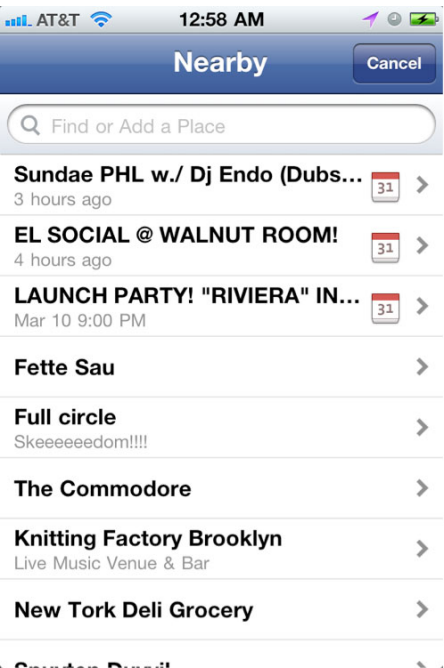 AT&T 12:58 AM
Nearby Cancel
Find or Add a Place
Sundae PHL w./ Dj Endo (Dubs... 31
3 hours ago
EL SOCIAL @ WALNUT ROOM! 31
4 hours ago
LAUNCH PARTY! "RIVIERA" IN... 31
Mar 10 9:00 PM
Fette Sau
Full circle
Skeeeeeedom!!!!
The Commodore
Knitting Factory Brooklyn
Live Music Venue & Bar
New Tork Deli Grocery